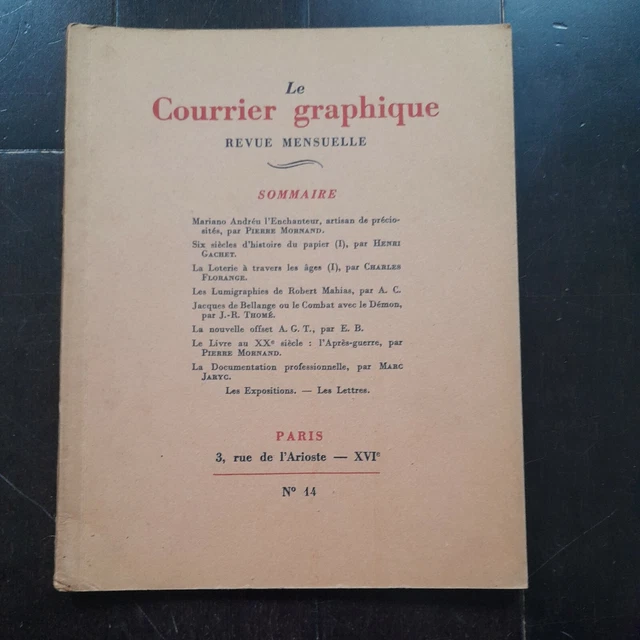 Le
Courrier graphique
REVUE MENSUELLE
SOMMAIRE
Mariano Andréu l'Enchanteur, artisan de précio-
sités, par PIERRE MORNAND.
Six siècles d'histoire du papier (I), par HENRI
GACHET.
La Loterie à travers les âges (I), par CHARLES
FLORANGE.
Les Lumigraphies de Robert Mahias, par A. C.
Jacques de Bellange ou le Combat avec le Démon,
par J.-R. THOMÉ.
La nouvelle offset A. G. T., par E. B.
Le Livre au XXe siècle : l'Après-guerre, par
PIERRE MORNAND.
La Documentation professionnelle, par MARC
JARYC.
Les Expositions. — Les Lettres.
PARIS
3, rue de l'Arioste — XVIe
No 14